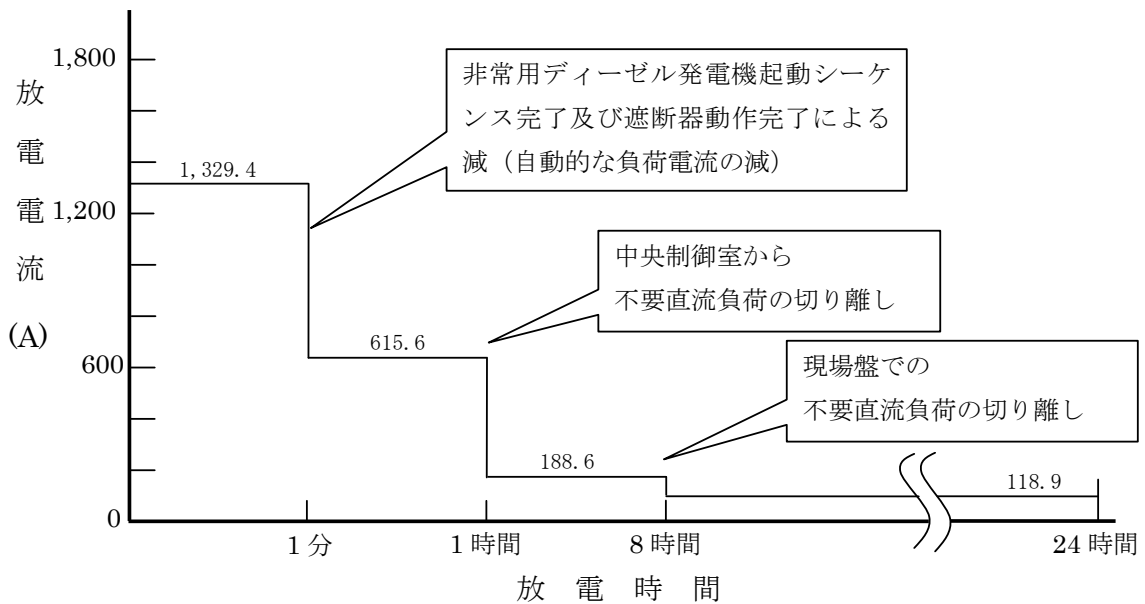 1,800
非常用ディーゼル発電機起動シーケ
ンス完了及び遮断器動作完了による
減（自動的な負荷電流の減）
放電電流
(A)
1,329.4
1,200
中央制御室から
不要直流負荷の切り離し
615.6
600
現場盤での
不要直流負荷の切り離し
188.6
118.9
0
1分
1時間
8時間
24時間
放電時間